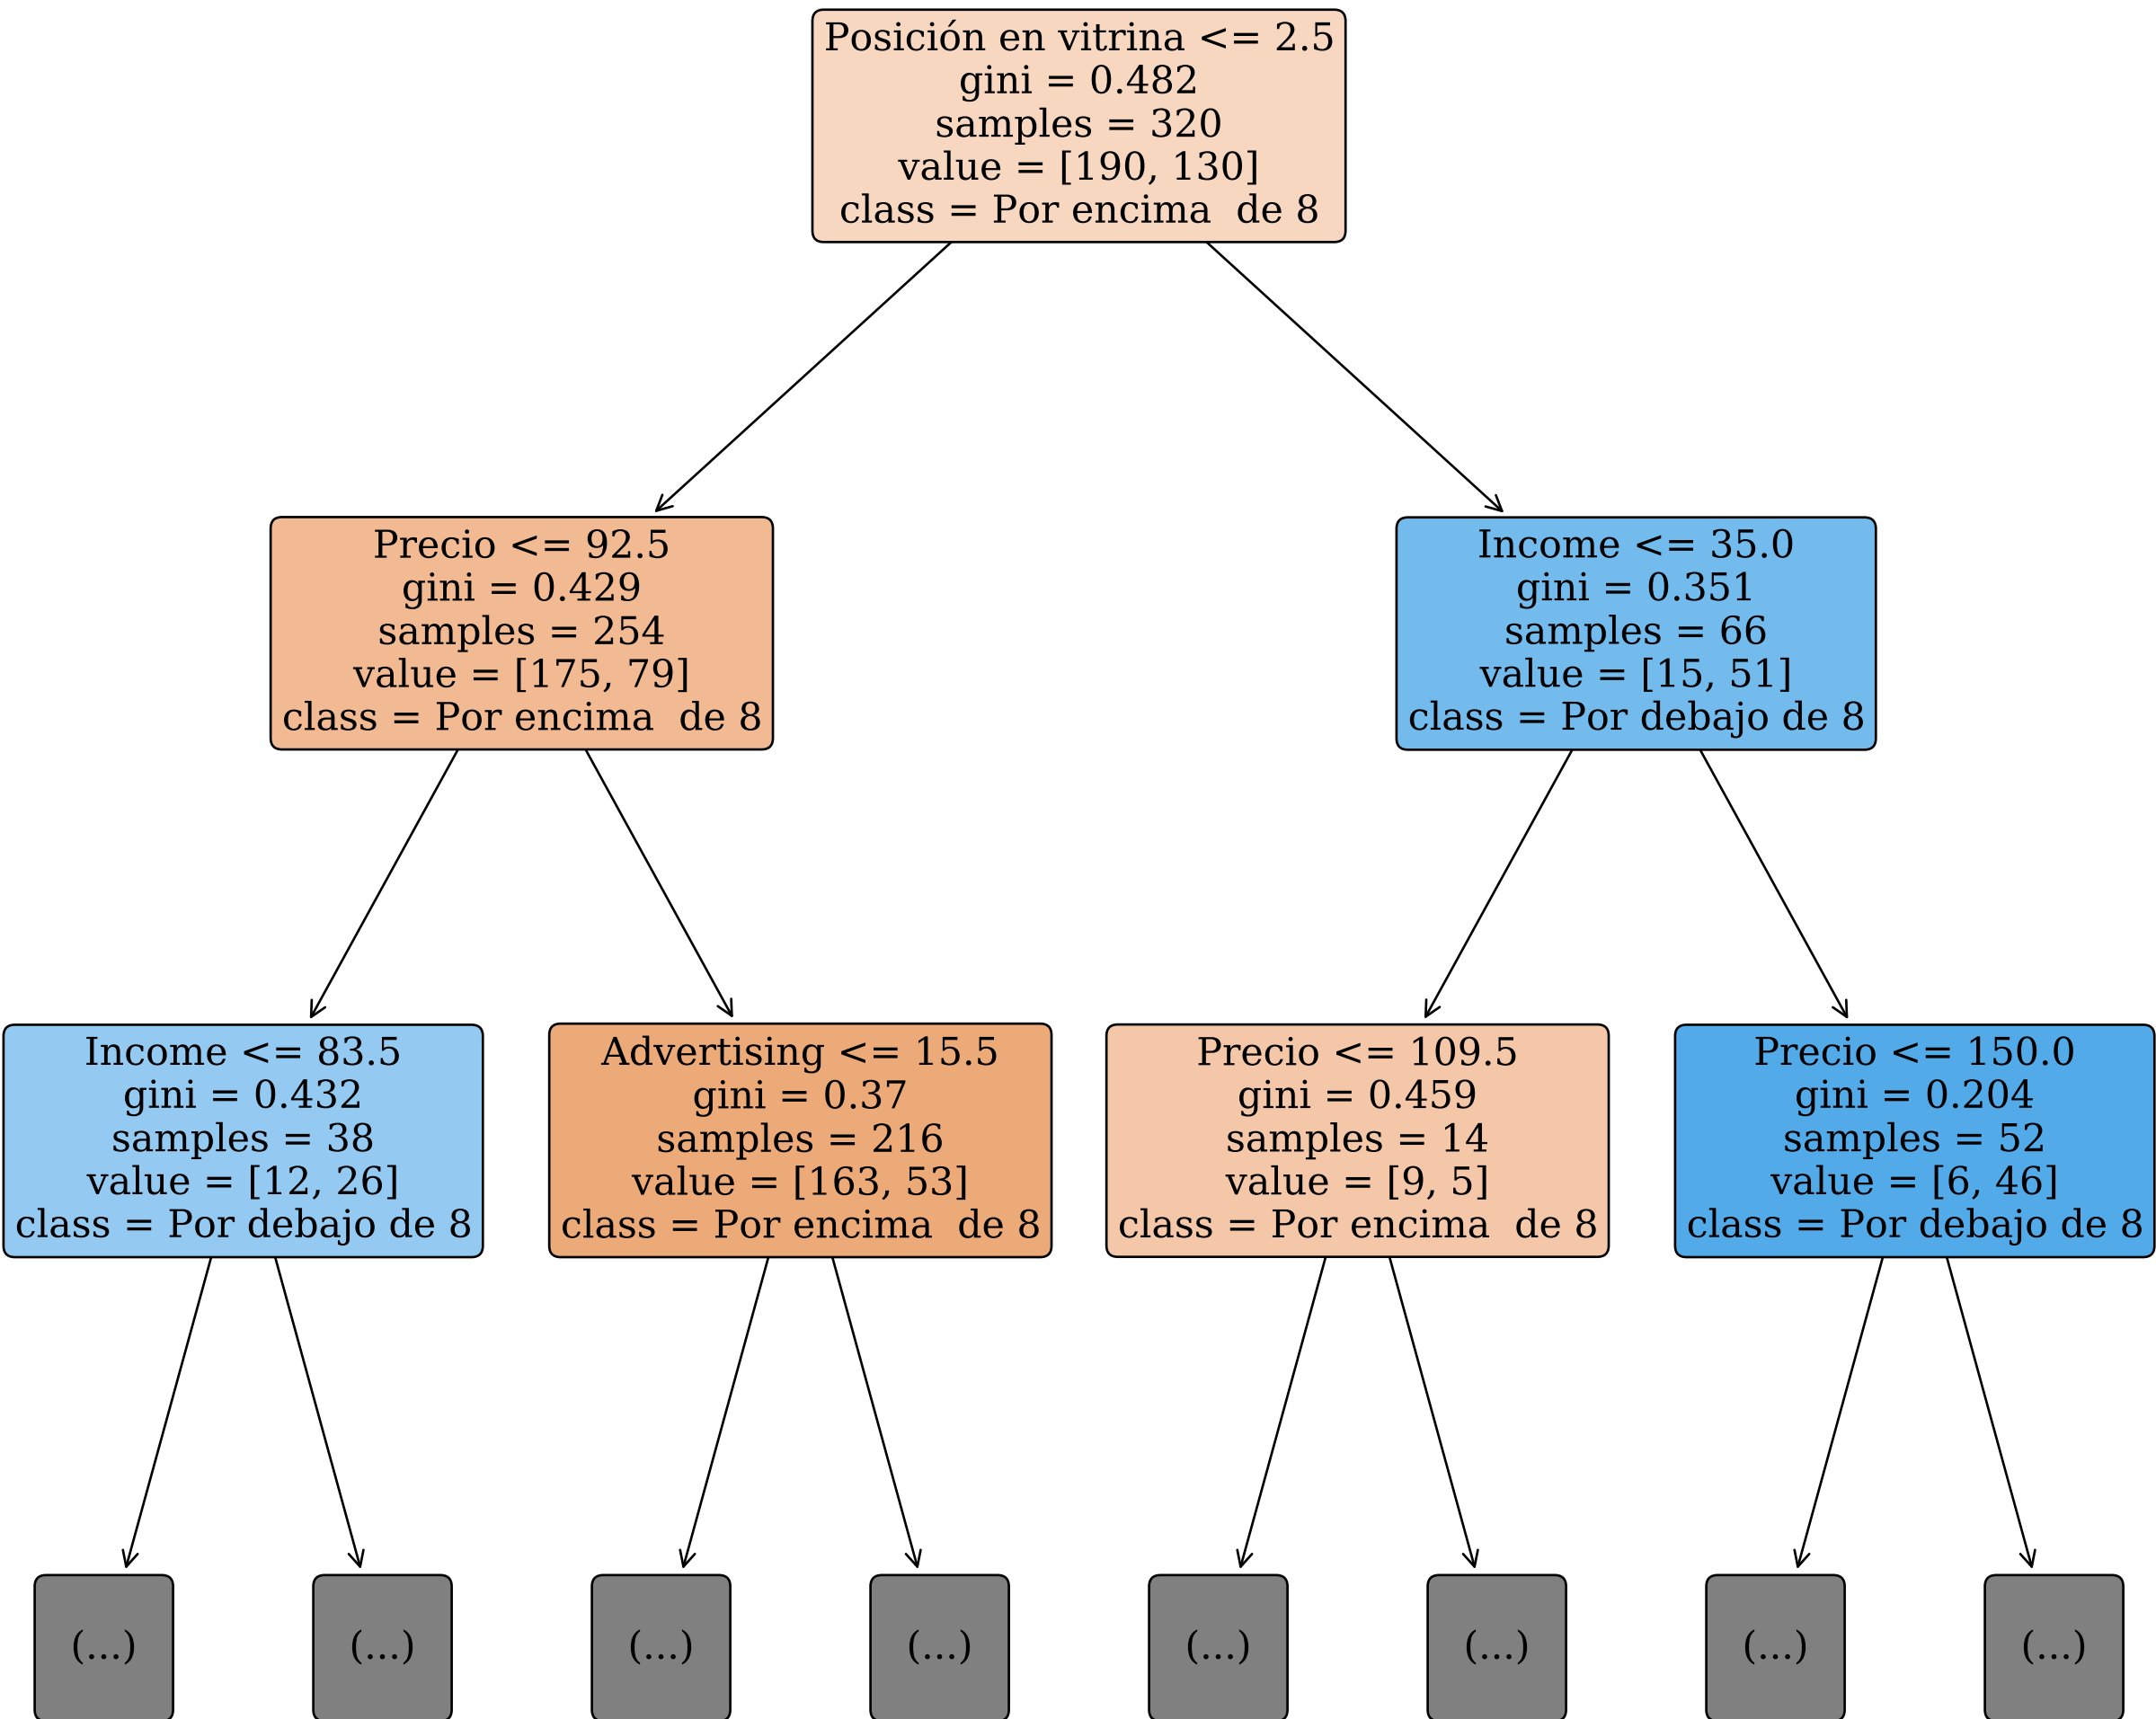 Posición en vitrina <= 2.5
gini = 0.482
samples = 320
value = [190, 130]
class = Por encima  de 8
Precio <= 92.5
gini = 0.429
samples = 254
value = [175, 79]
class = Por encima  de 8
Income <= 35.0
gini = 0.351
samples = 66
value = [15, 51]
class = Por debajo de 8
Income <= 83.5
gini = 0.432
samples = 38
value = [12, 26]
class = Por debajo de 8
Advertising <= 15.5
gini = 0.37
samples = 216
value = [163, 53]
class = Por encima  de 8
Precio <= 109.5
gini = 0.459
samples = 14
value = [9, 5]
class = Por encima  de 8
Precio <= 150.0
gini = 0.204
samples = 52
value = [6, 46]
class = Por debajo de 8
(...)
(...)
(...)
(...)
(...)
(...)
(...)
(...)